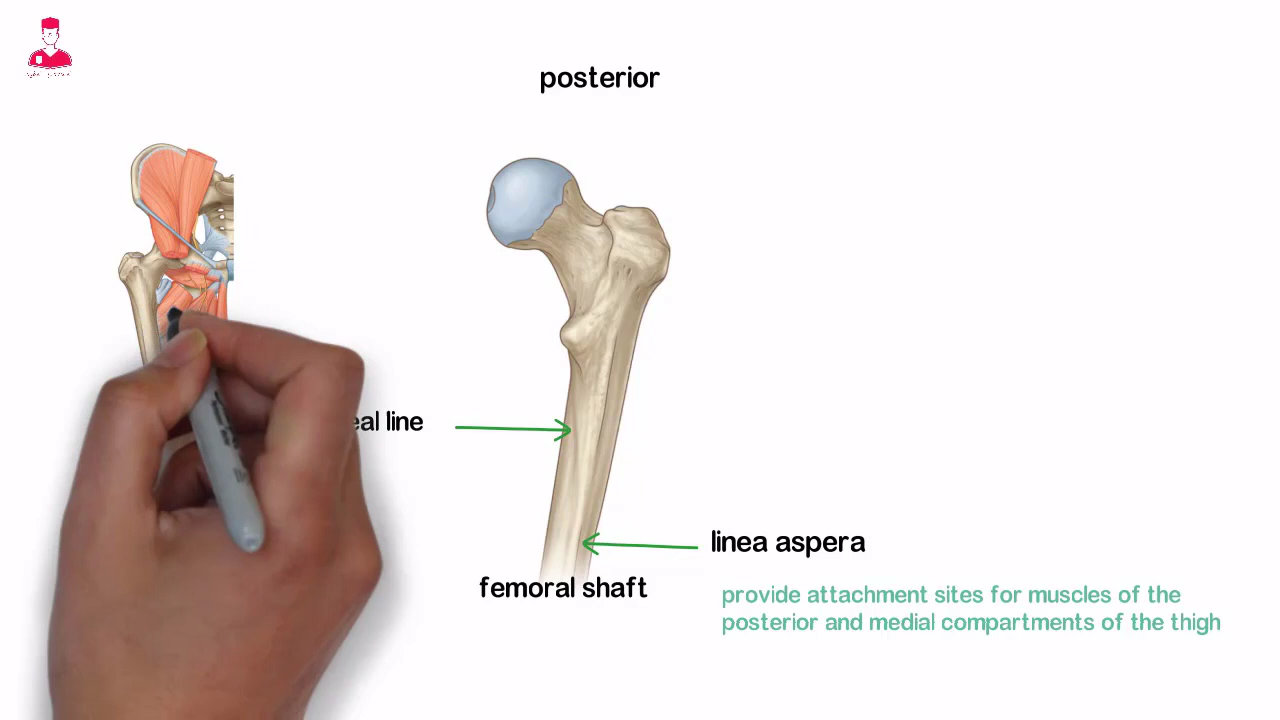 posterior
eal line
linea aspera
femoral shaft
provide attachment sites for muscles of the
posterior and medial compartments of the thigh